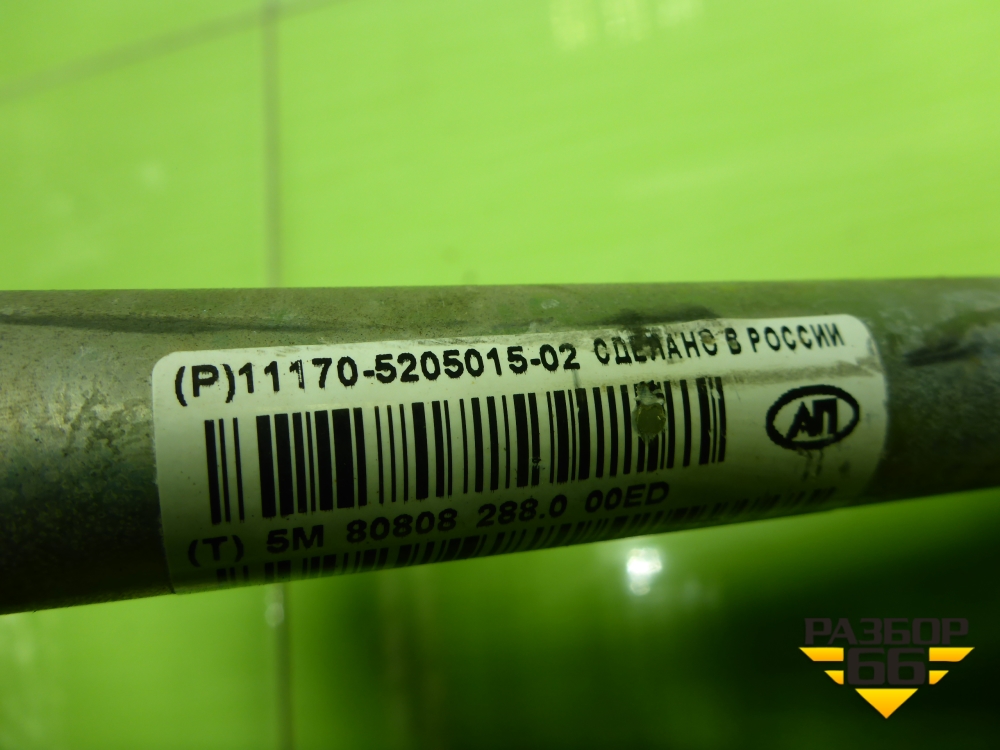 (P)11170-5205015-02 СДЕЛАНО В РОССИИ
АП
(T) 5M 80808 288.0 00ED
РАЗБОР
66